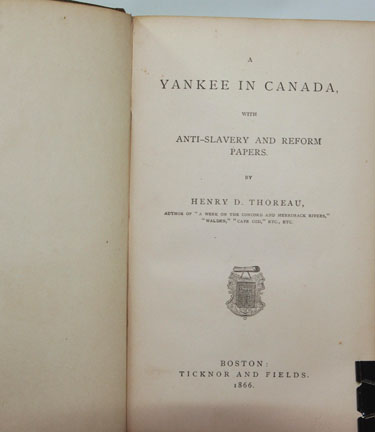 A
YANKEE IN CANADA,
WITH
ANTI-SLAVERY AND REFORM
PAPERS.
BY
HENRY D. THOREAU,
AUTHOR OF "A WEEK ON THE CONCORD AND MERRIMACK RIVERS,"
"WALDEN," "CAPE COD," ETC., ETC.
BOSTON:
TICKNOR AND FIELDS.
1866.